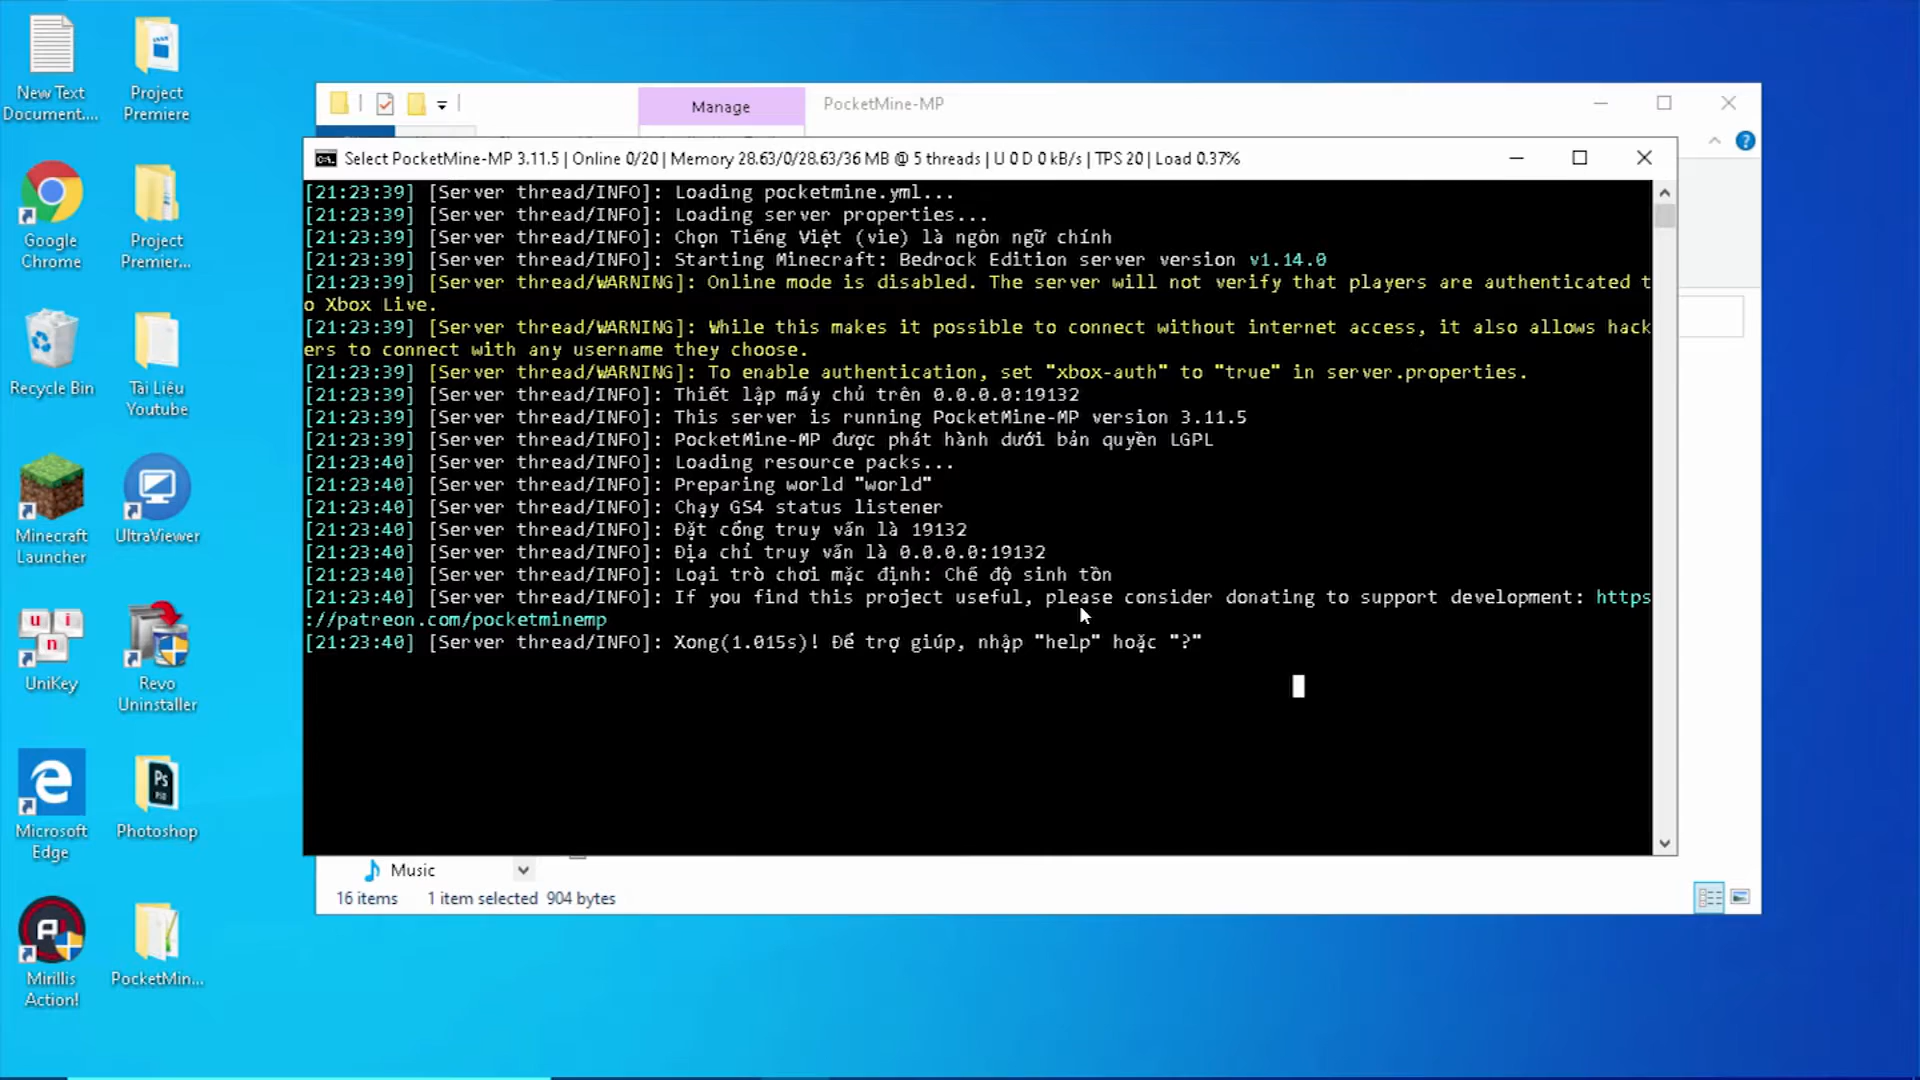 New Text
Document....
Project
Premiere
Google
Chrome
Project
Premier...
Recycle Bin
Tài Liệu
Youtube
Minecraft
Launcher
UltraViewer
UniKey
Revo
Uninstaller
Microsoft
Edge
Photoshop
Mirillis
Action!
PocketMin...
Manage
PocketMine-MP
Select PocketMine-MP 3.11.5 | Online 0/20 | Memory 28.63/0/28.63/36 MB @ 5 threads | U 0 D 0 kB/s | TPS 20 | Load 0.37%
[21:23:39] [Server thread/INFO]: Loading pocketmine.yml...
[21:23:39] [Server thread/INFO]: Loading server properties...
[21:23:39] [Server thread/INFO]: Chọn Tiếng Việt (vie) là ngôn ngữ chính
[21:23:39] [Server thread/INFO]: Starting Minecraft: Bedrock Edition server version v1.14.0
[21:23:39] [Server thread/WARNING]: Online mode is disabled. The server will not verify that players are authenticated t
o Xbox Live.
[21:23:39] [Server thread/WARNING]: While this makes it possible to connect without internet access, it also allows hack
ers to connect with any username they choose.
[21:23:39] [Server thread/WARNING]: To enable authentication, set "xbox-auth" to "true" in server.properties.
[21:23:39] [Server thread/INFO]: Thiết lập máy chủ trên 0.0.0.0:19132
[21:23:39] [Server thread/INFO]: This server is running PocketMine-MP version 3.11.5
[21:23:39] [Server thread/INFO]: PocketMine-MP được phát hành dưới bản quyền LGPL
[21:23:40] [Server thread/INFO]: Loading resource packs...
[21:23:40] [Server thread/INFO]: Preparing world "world"
[21:23:40] [Server thread/INFO]: Chạy GS4 status listener
[21:23:40] [Server thread/INFO]: Đặt cổng truy vấn là 19132
[21:23:40] [Server thread/INFO]: Địa chỉ truy vấn là 0.0.0.0:19132
[21:23:40] [Server thread/INFO]: Loại trò chơi mặc định: Chế độ sinh tồn
[21:23:40] [Server thread/INFO]: If you find this project useful, please consider donating to support development: https
://patreon.com/pocketminemp
[21:23:40] [Server thread/INFO]: Xong(1.015s)! Để trợ giúp, nhập "help" hoặc "?"
Music
16 items 1 item selected 904 bytes